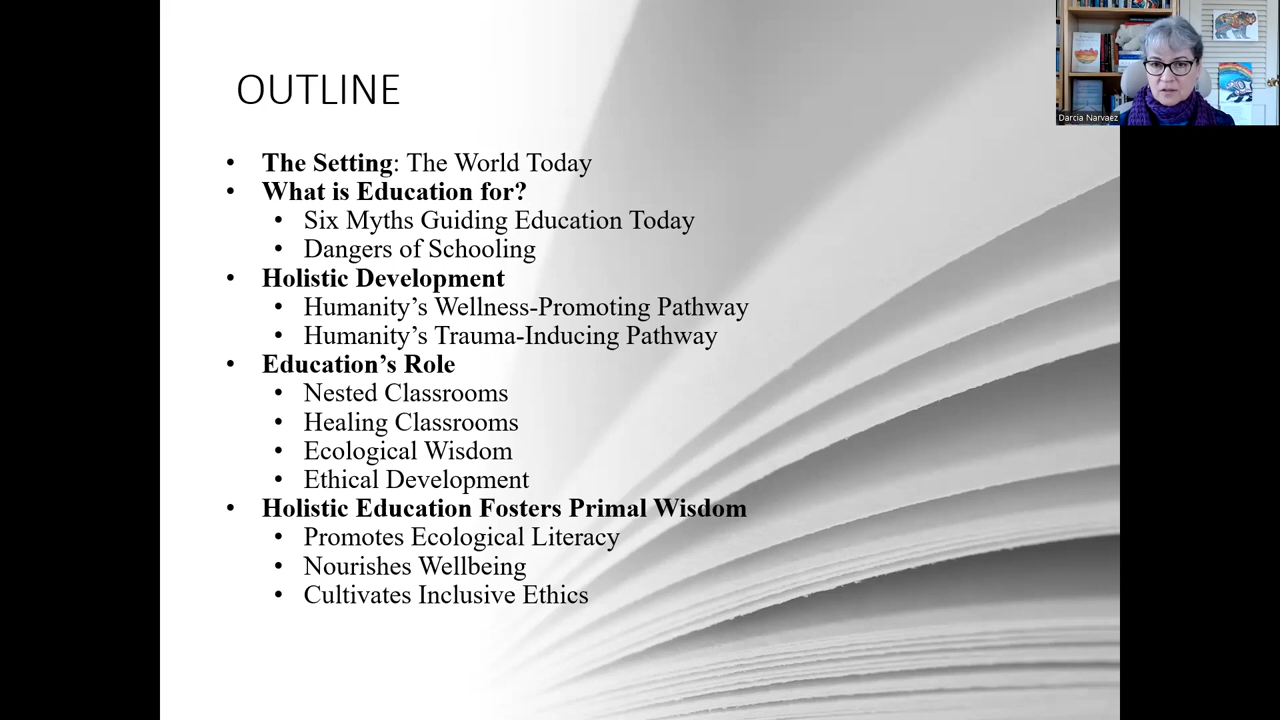 OUTLINE
• The Setting: The World Today
• What is Education for?
• Six Myths Guiding Education Today
• Dangers of Schooling
• Holistic Development
• Humanity’s Wellness-Promoting Pathway
• Humanity’s Trauma-Inducing Pathway
• Education’s Role
• Nested Classrooms
• Healing Classrooms
• Ecological Wisdom
• Ethical Development
• Holistic Education Fosters Primal Wisdom
• Promotes Ecological Literacy
• Nourishes Wellbeing
• Cultivates Inclusive Ethics
Darcia Narvaez